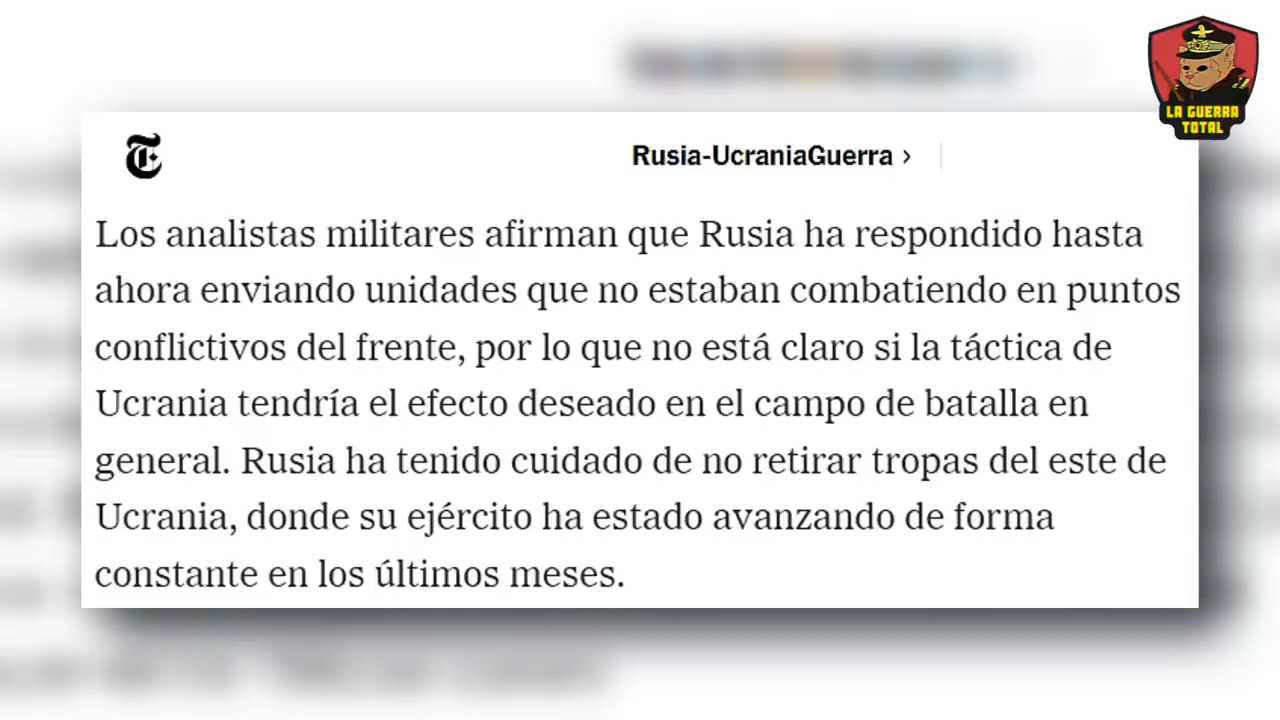 LA GUERRA
TOTAL
T
Rusia-UcraniaGuerra >
Los analistas militares afirman que Rusia ha respondido hasta
ahora enviando unidades que no estaban combatiendo en puntos
conflictivos del frente, por lo que no está claro si la táctica de
Ucrania tendría el efecto deseado en el campo de batalla en
general. Rusia ha tenido cuidado de no retirar tropas del este de
Ucrania, donde su ejército ha estado avanzando de forma
constante en los últimos meses.